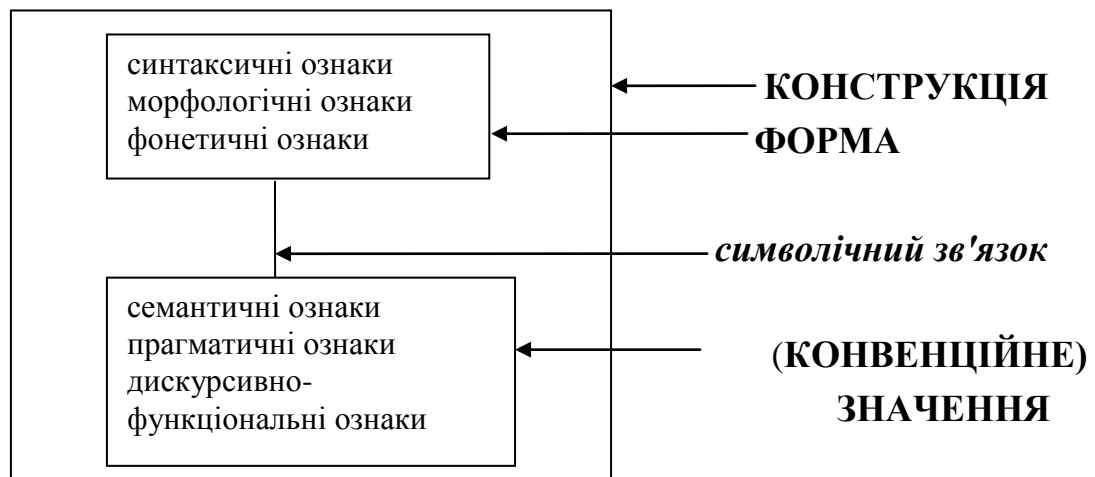 синтаксичні ознаки
морфологічні ознаки
фонетичні ознаки
КОНСТРУКЦІЯ
ФОРМА
символічний зв'язок
семантичні ознаки
прагматичні ознаки
дискурсивно-
функціональні ознаки
(КОНВЕНЦІЙНЕ)
ЗНАЧЕННЯ